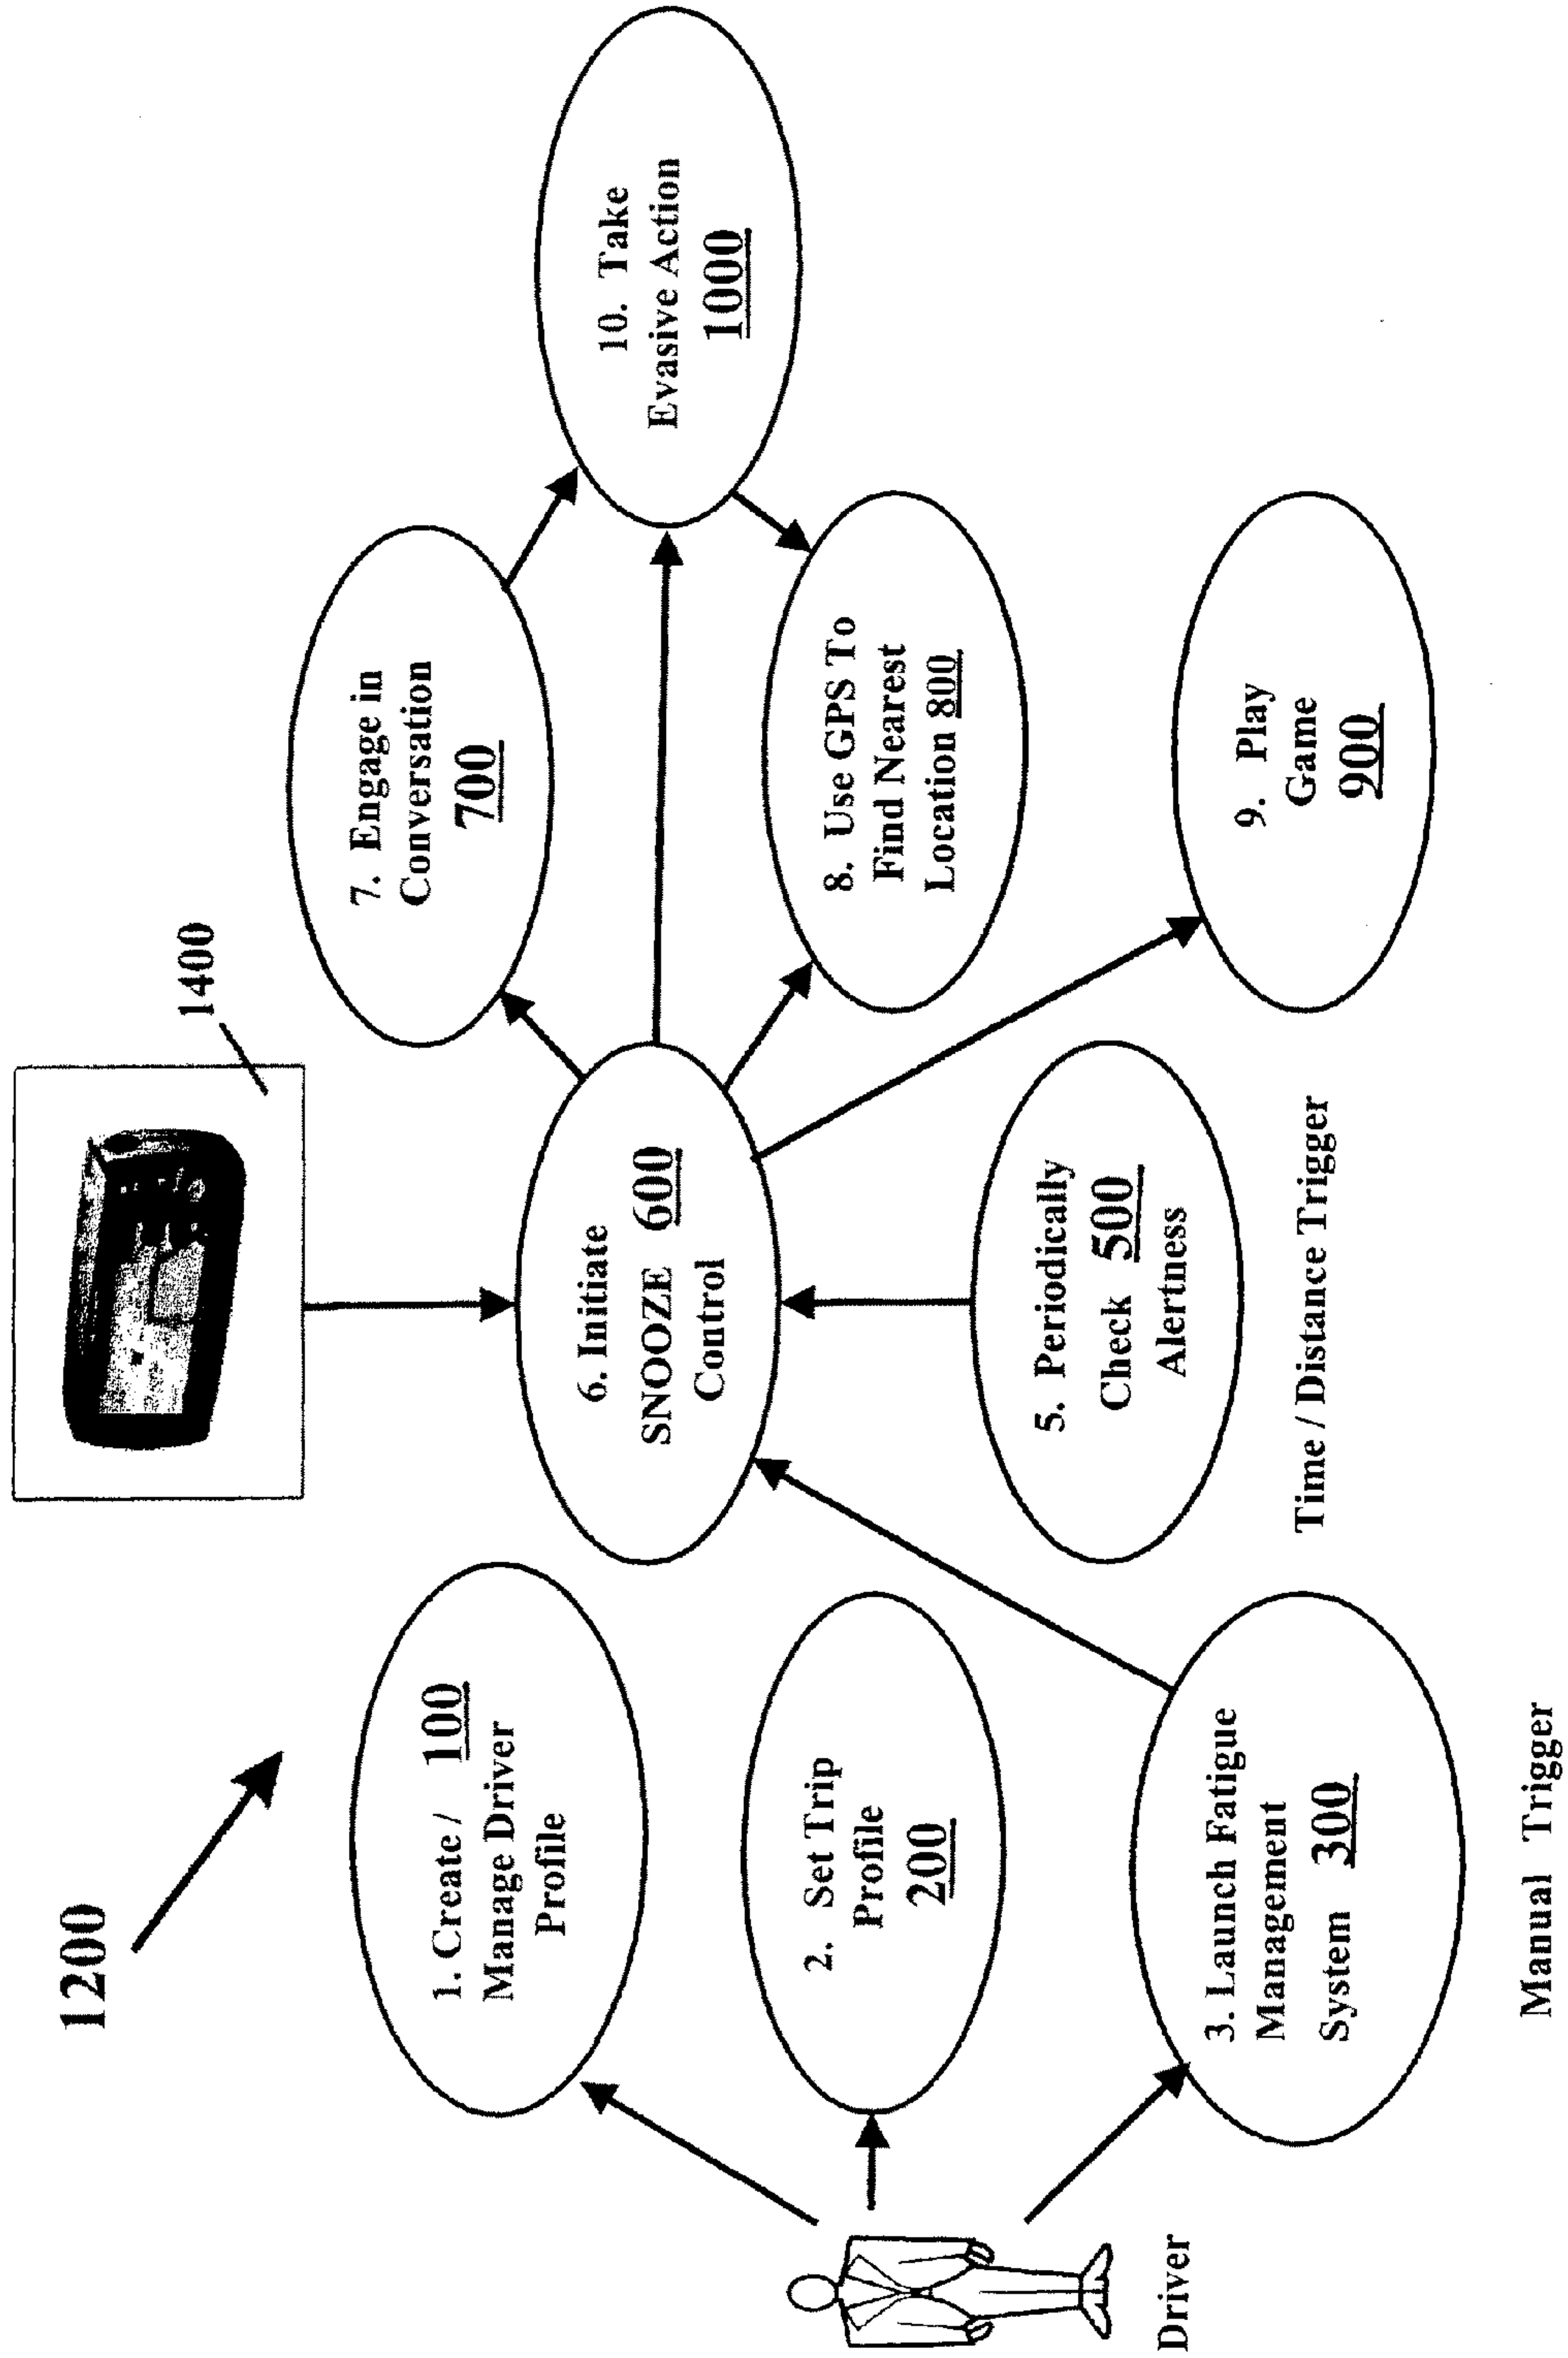 1200
1400
1. Create /
Manage Driver
Profile
100
2. Set Trip
Profile
200
3. Launch Fatigue
Management
System 300
Manual Trigger
Driver
6. Initiate
SNOOZE 600
Control
5. Periodically
Check 500
Alertness
Time / Distance Trigger
7. Engage in
Conversation
700
8. Use GPS To
Find Nearest
Location 800
9. Play
Game
900
10. Take
Evasive Action
1000